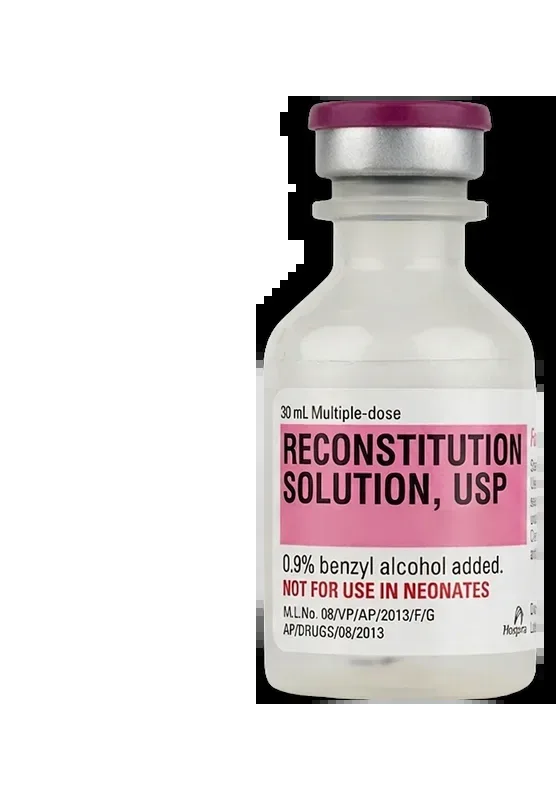 30 mL Multiple-dose
RECONSTITUTION
SOLUTION, USP
0.9% benzyl alcohol added.
NOT FOR USE IN NEONATES
M.L.No. 08/VP/AP/2013/F/G
AP/DRUGS/08/2013
Hospira